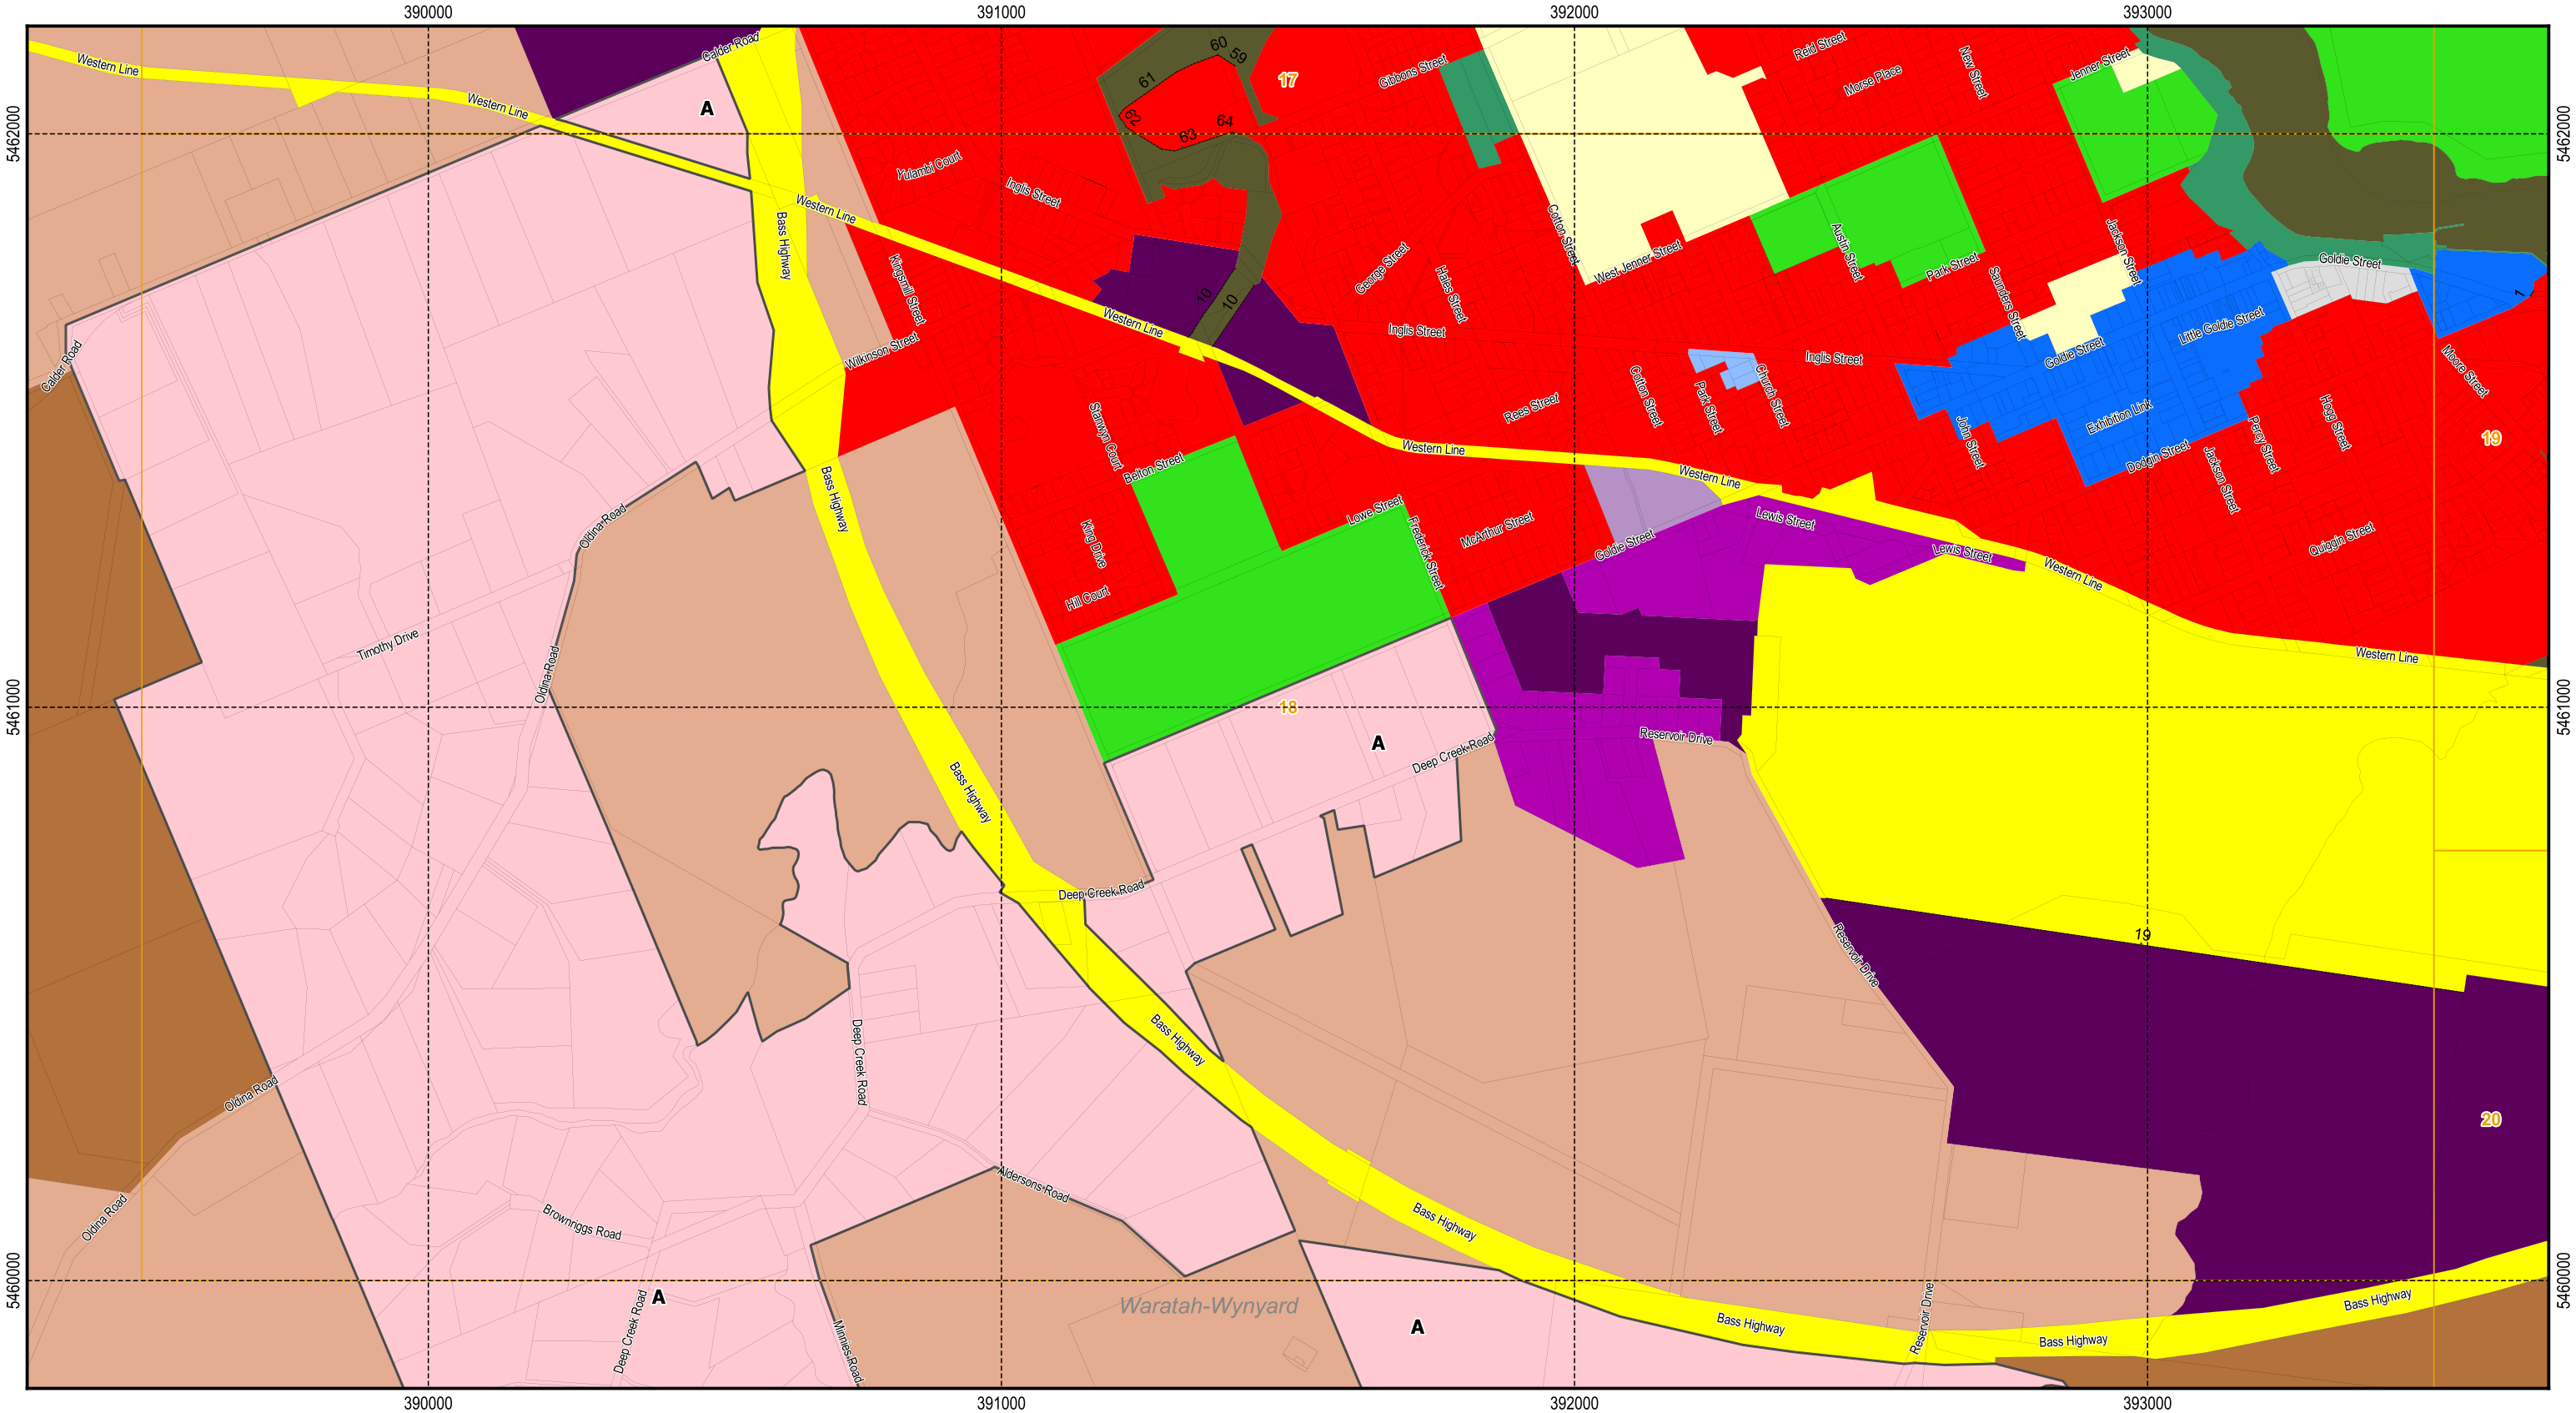 390000
391000
392000
393000
60
59
61
17
62
63
64
Western Line
Calder Road
Gibbons Street
Reid Street
Morse Place
New Street
Jenner Street
A
Western Line
5462000
5462000
Yulambi Court
Inglis Street
Western Line
Bass Highway
Kingsmill Street
Wilkinson Street
10
10
Western Line
George Street
Hales Street
Inglis Street
Cotton Street
West Jenner Street
Austin Street
Park Street
Saunders Street
Jackson Street
Goldie Street
Little Goldie Street
Goldie Street
1
Moore Street
Calder Road
Inglis Street
Church Street
Park Street
Cotton Street
Rees Street
Exhibition Link
John Street
Dodgin Street
Jackson Street
Percy Street
Hogg Street
19
Stanwyn Court
Belton Street
Western Line
Western Line
Bass Highway
Oldina Road
King Drive
Lowe Street
Frederick Street
McArthur Street
Goldie Street
Lewis Street
Lewis Street
Western Line
Quiggin Street
Hill Court
Timothy Drive
Oldina Road
Western Line
5461000
18
5461000
A
Deep Creek Road
Reservoir Drive
Bass Highway
Deep Creek Road
Reservoir Drive
19
Bass Highway
Deep Creek Road
Oldina Road
20
Aldersons Road
Oldina Road
Brownriggs Road
Bass Highway
5460000
5460000
A
Deep Creek Road
Minnies Road
Waratah-Wynyard
A
Bass Highway
Reservoir Drive
Bass Highway
Bass Highway
390000
391000
392000
393000